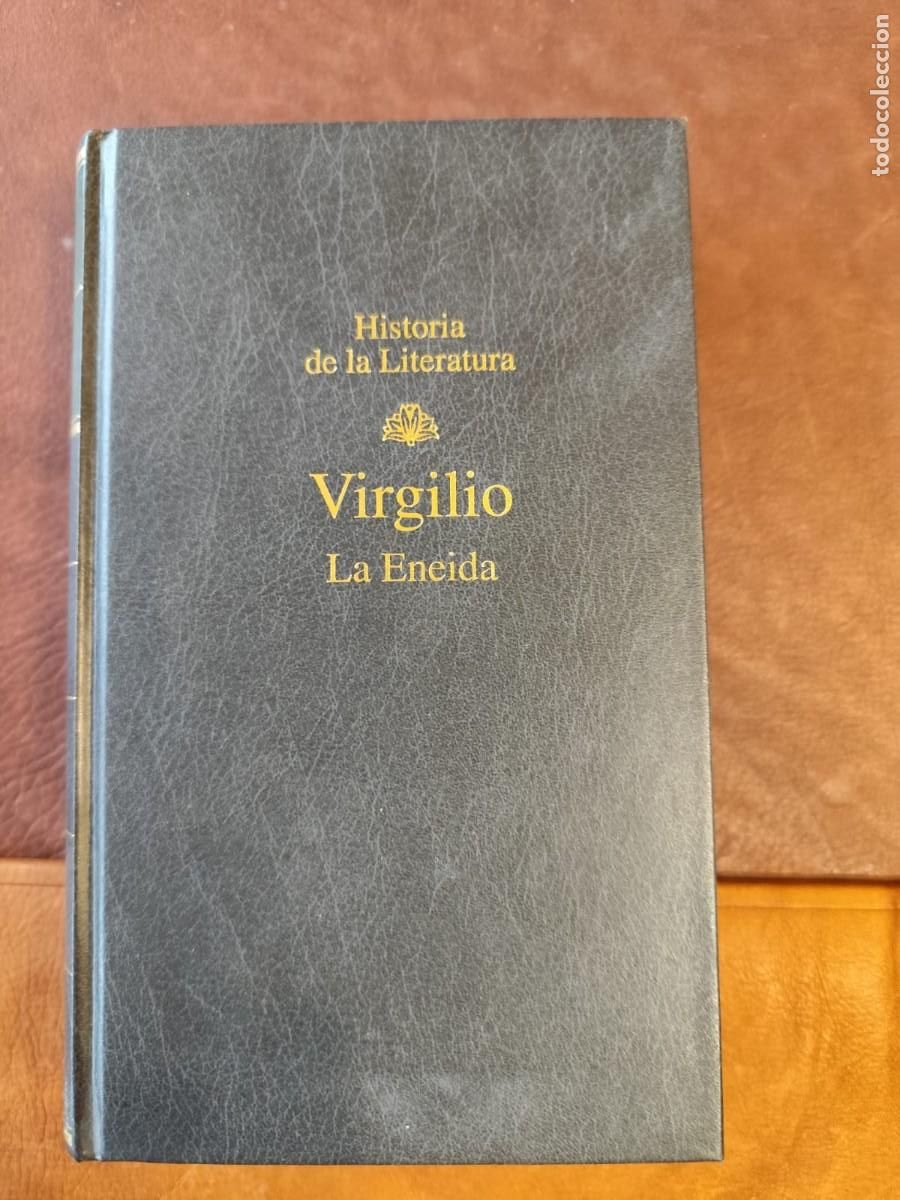 Historia
de la Literatura
Virgilio
La Eneida
todocoleccion